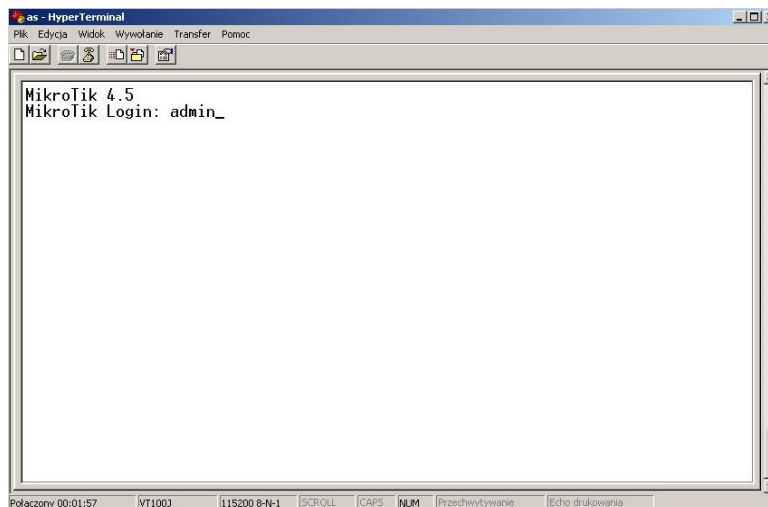 as - HyperTerminal
Plik Edycja Widok Wywołanie Transfer Pomoc
MikroTik 4.5
MikroTik Login: admin_
Połączony 00:01:57 VT100J 115200 8-N-1 SCROLL CAPS NUM Przechwytywanie Echo drukowania